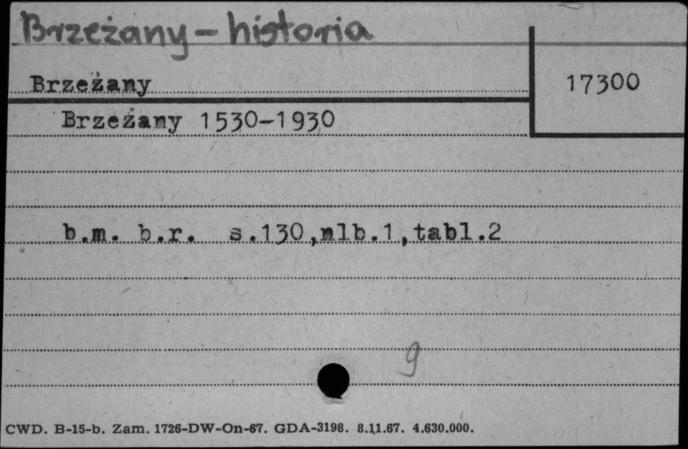 Brzeżany - historia
Brzeżany
17300
Brzeżany 1530-1930
b.m. b.r. s.130,nlb.1,tabl.2
9
CWD. B-15-b. Zam. 1726-DW-On-67. GDA-3198. 8.11.67. 4.630.000.